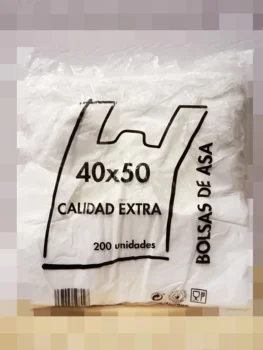 40x50
CALIDAD EXTRA
200 unidades
BOLSAS DE ASA